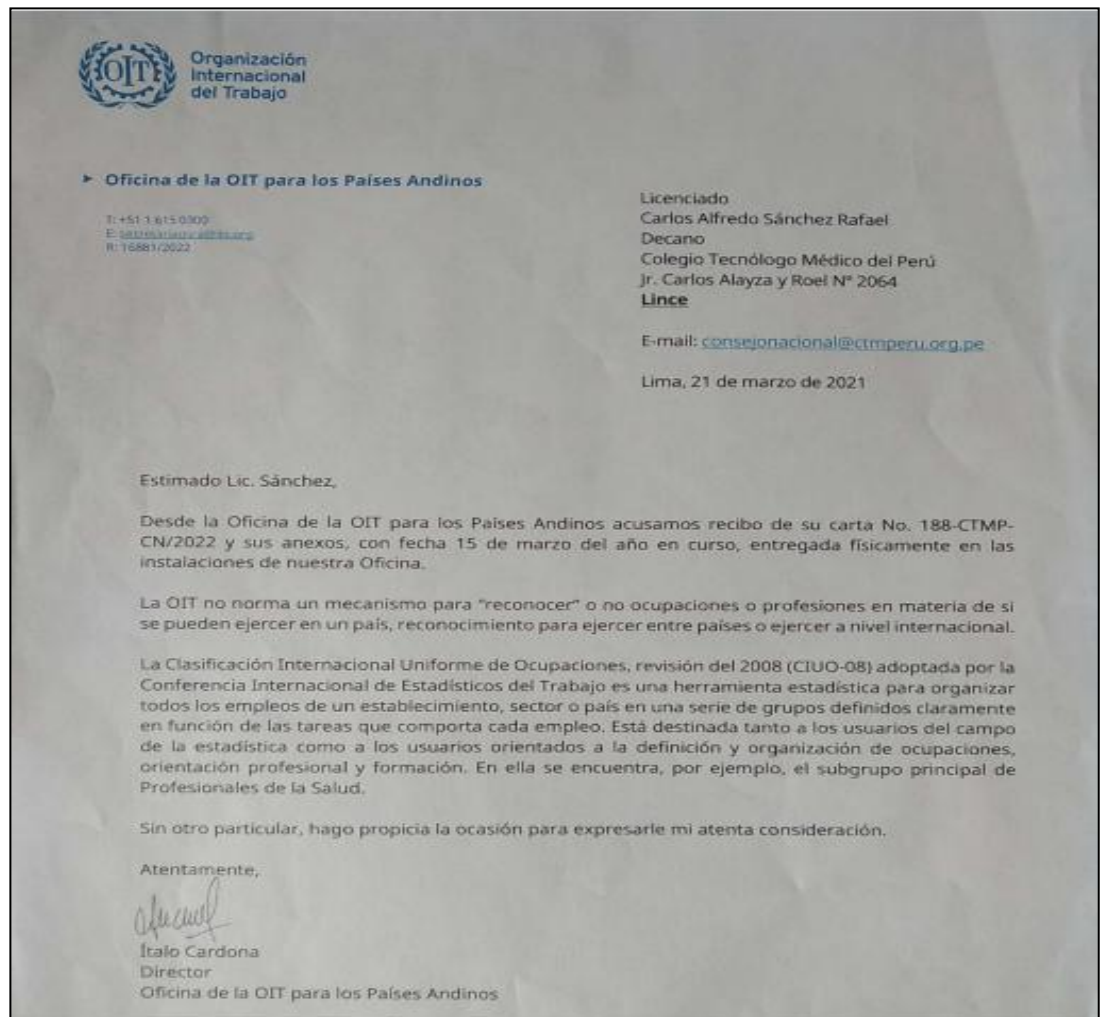 OIT
Organización
Internacional
del Trabajo
Oficina de la OIT para los Países Andinos
T: +51 1 615 0300
E:
R: 16881/2022
Licenciado
Carlos Alfredo Sánchez Rafael
Decano
Colegio Tecnólogo Médico del Perú
Jr. Carlos Alayza y Roel N° 2064
Lince
E-mail: consejonacional@ctmperu.org.pe
Lima, 21 de marzo de 2021
Estimado Lic. Sánchez,
Desde la Oficina de la OIT para los Países Andinos acusamos recibo de su carta No. 188-CTMP-
CN/2022 y sus anexos, con fecha 15 de marzo del año en curso, entregada físicamente en las
instalaciones de nuestra Oficina.
La OIT no norma un mecanismo para "reconocer" o no ocupaciones o profesiones en materia de si
se pueden ejercer en un país, reconocimiento para ejercer entre países o ejercer a nivel internacional.
La Clasificación Internacional Uniforme de Ocupaciones, revisión del 2008 (CIUO-08) adoptada por la
Conferencia Internacional de Estadísticos del Trabajo es una herramienta estadística para organizar
todos los empleos de un establecimiento, sector o país en una serie de grupos definidos claramente
en función de las tareas que comporta cada empleo. Está destinada tanto a los usuarios del campo
de la estadística como a los usuarios orientados a la definición y organización de ocupaciones,
orientación profesional y formación. En ella se encuentra, por ejemplo, el subgrupo principal de
Profesionales de la Salud.
Sin otro particular, hago propicia la ocasión para expresarle mi atenta consideración.
Atentamente,
Ítalo Cardona
Director
Oficina de la OIT para los Países Andinos